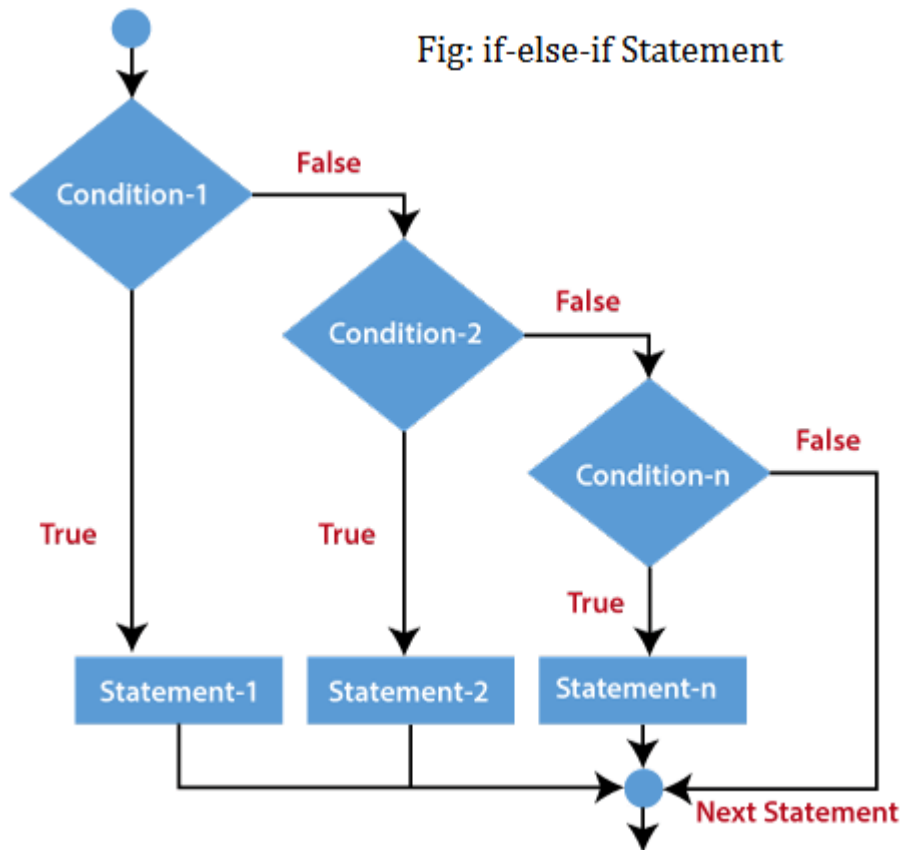 Fig: if-else-if Statement
Condition-1
False
Condition-2
False
Condition-n
False
True
True
True
Statement-1
Statement-2
Statement-n
Next Statement